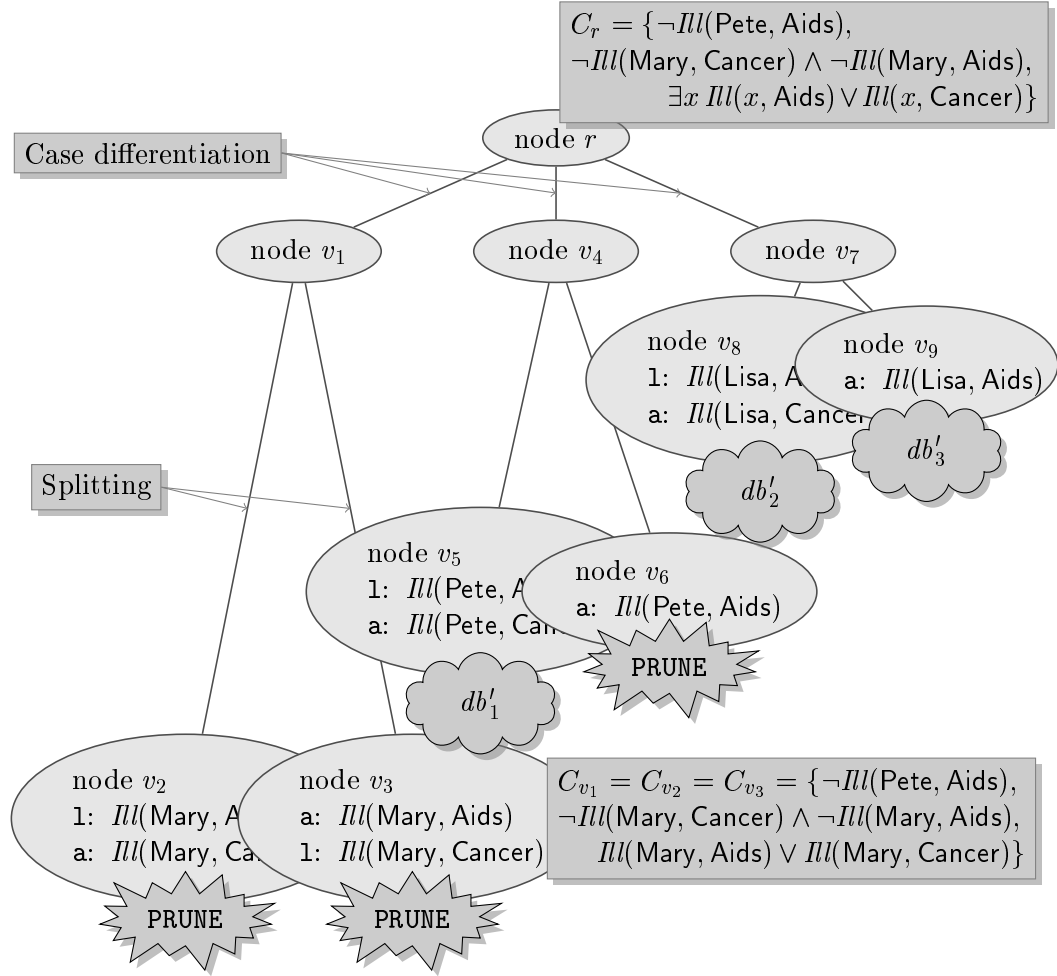 C_r = {¬Ill(Pete, Aids),
¬Ill(Mary, Cancer) ∧ ¬Ill(Mary, Aids),
∃x Ill(x, Aids) ∨ Ill(x, Cancer)}
node r
Case differentiation
node v_1
node v_4
node v_7
node v_8
l: Ill(Lisa, A
a: Ill(Lisa, Cancer
node v_9
a: Ill(Lisa, Aids)
db'_2
db'_3
Splitting
node v_5
l: Ill(Pete, A
a: Ill(Pete, Can
node v_6
a: Ill(Pete, Aids)
db'_1
PRUNE
node v_2
l: Ill(Mary, A
a: Ill(Mary, Ca
node v_3
a: Ill(Mary, Aids)
l: Ill(Mary, Cancer)
C_{v_1} = C_{v_2} = C_{v_3} = {¬Ill(Pete, Aids),
¬Ill(Mary, Cancer) ∧ ¬Ill(Mary, Aids),
Ill(Mary, Aids) ∨ Ill(Mary, Cancer)}
PRUNE
PRUNE